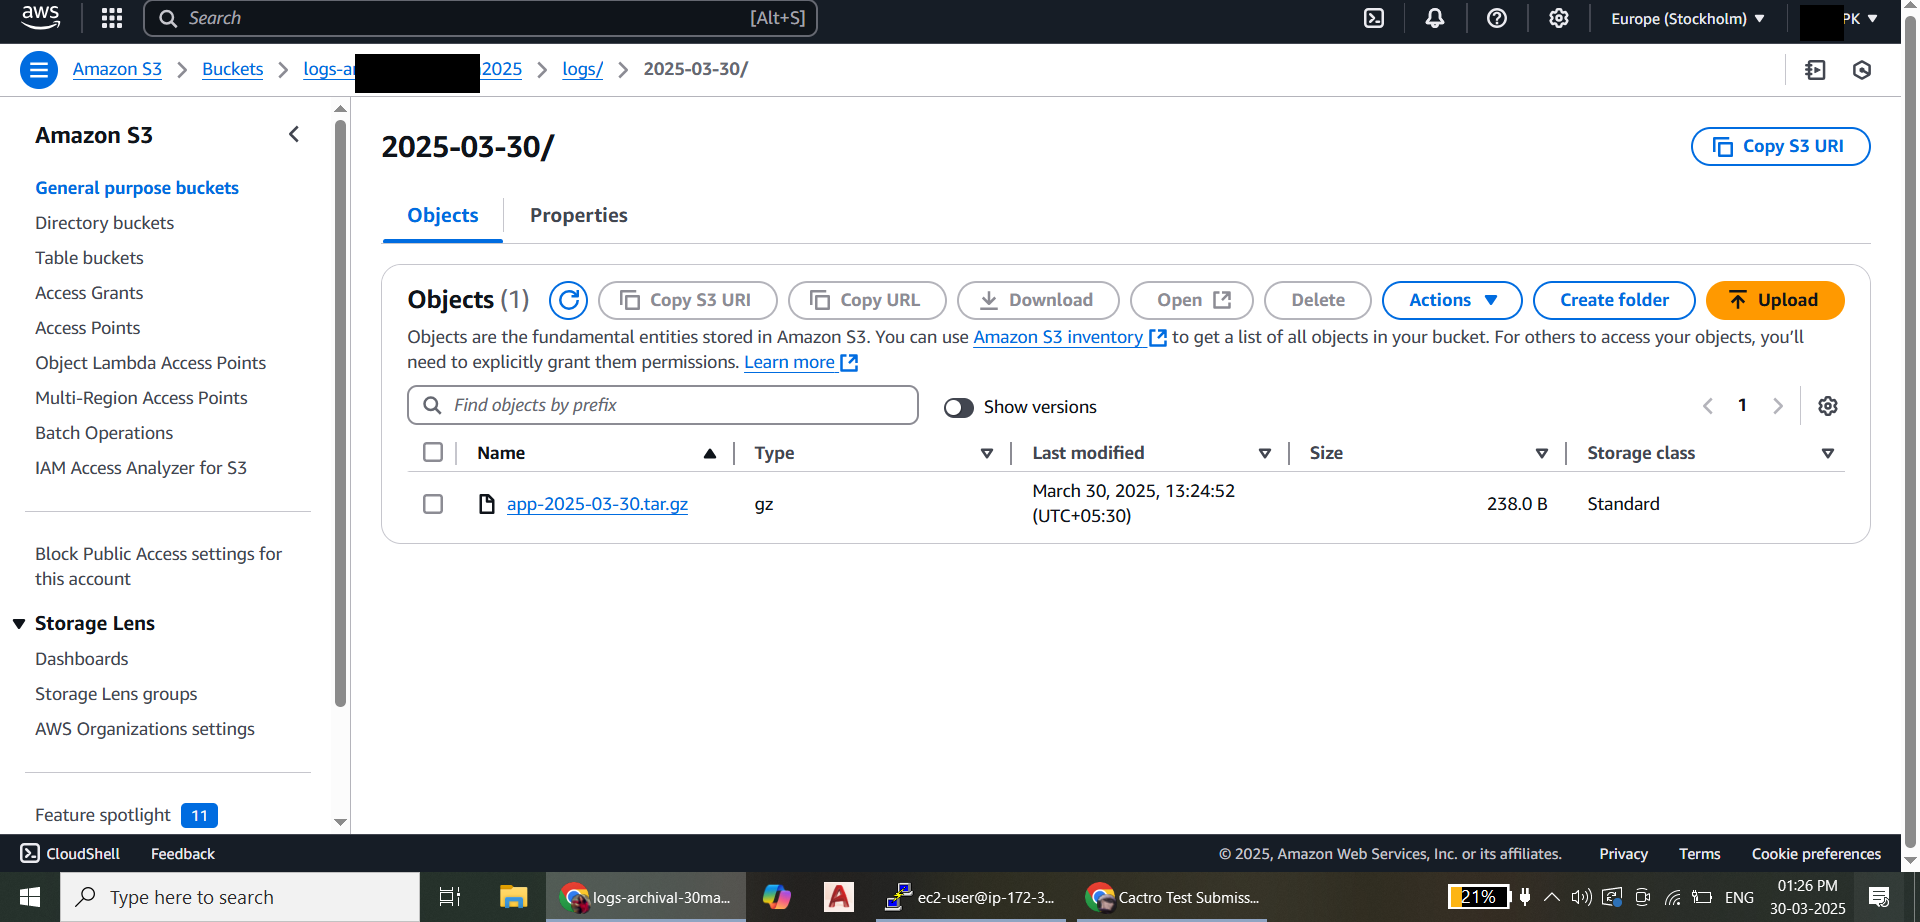 aws
Search [Alt+S]
Europe (Stockholm)
PK
Amazon S3
Buckets
logs-a
2025
logs/
2025-03-30/
Amazon S3
General purpose buckets
Directory buckets
Table buckets
Access Grants
Access Points
Object Lambda Access Points
Multi-Region Access Points
Batch Operations
IAM Access Analyzer for S3
Block Public Access settings for
this account
Storage Lens
Dashboards
Storage Lens groups
AWS Organizations settings
Feature spotlight 11
2025-03-30/
Copy S3 URI
Objects
Properties
Objects (1)
Copy S3 URI
Copy URL
Download
Open
Delete
Actions
Create folder
Upload
Objects are the fundamental entities stored in Amazon S3. You can use Amazon S3 inventory to get a list of all objects in your bucket. For others to access your objects, you'll
need to explicitly grant them permissions. Learn more
Find objects by prefix
Show versions
1
Name Type Last modified Size Storage class
app-2025-03-30.tar.gz gz March 30, 2025, 13:24:52
(UTC+05:30) 238.0 B Standard
CloudShell Feedback © 2025, Amazon Web Services, Inc. or its affiliates. Privacy Terms Cookie preferences
Type here to search
logs-archival-30ma...
ec2-user@ip-172-3...
Cactro Test Submiss...
21%
ENG
01:26 PM
30-03-2025